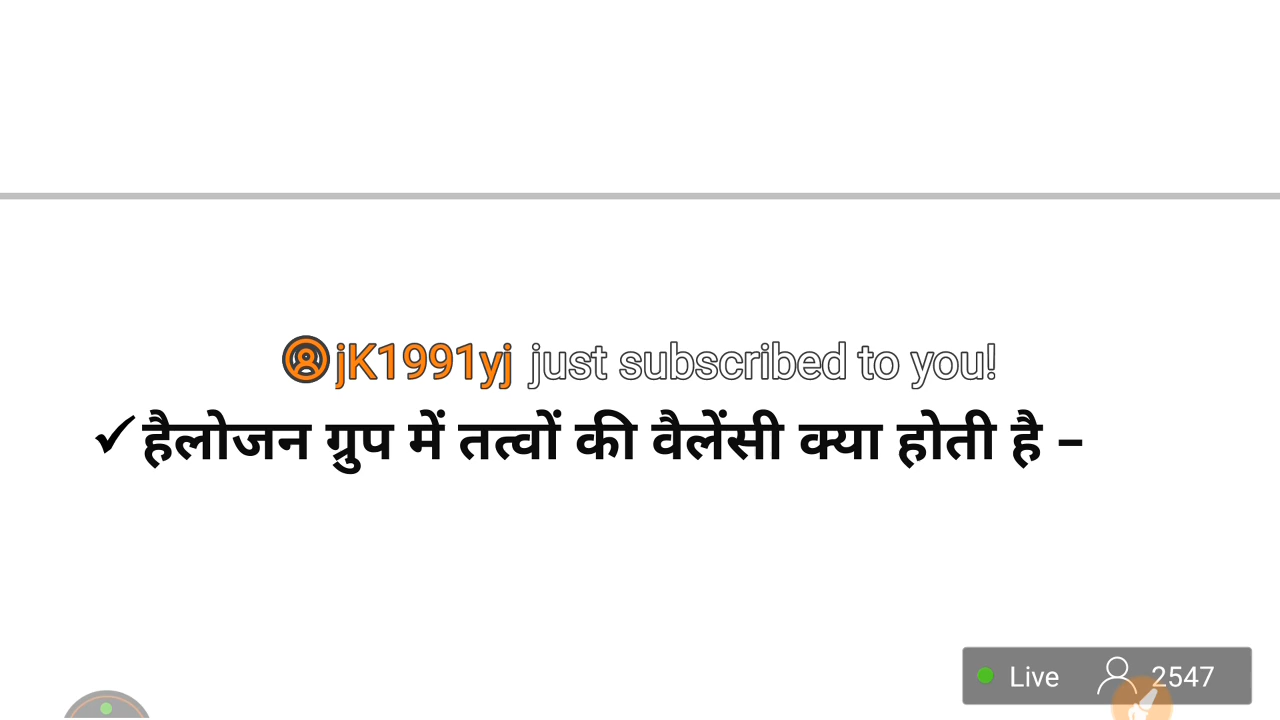 jK1991yj just subscribed to you!
✓हैलोजन ग्रुप में तत्वों की वैलेंसी क्या होती है –
Live 2547